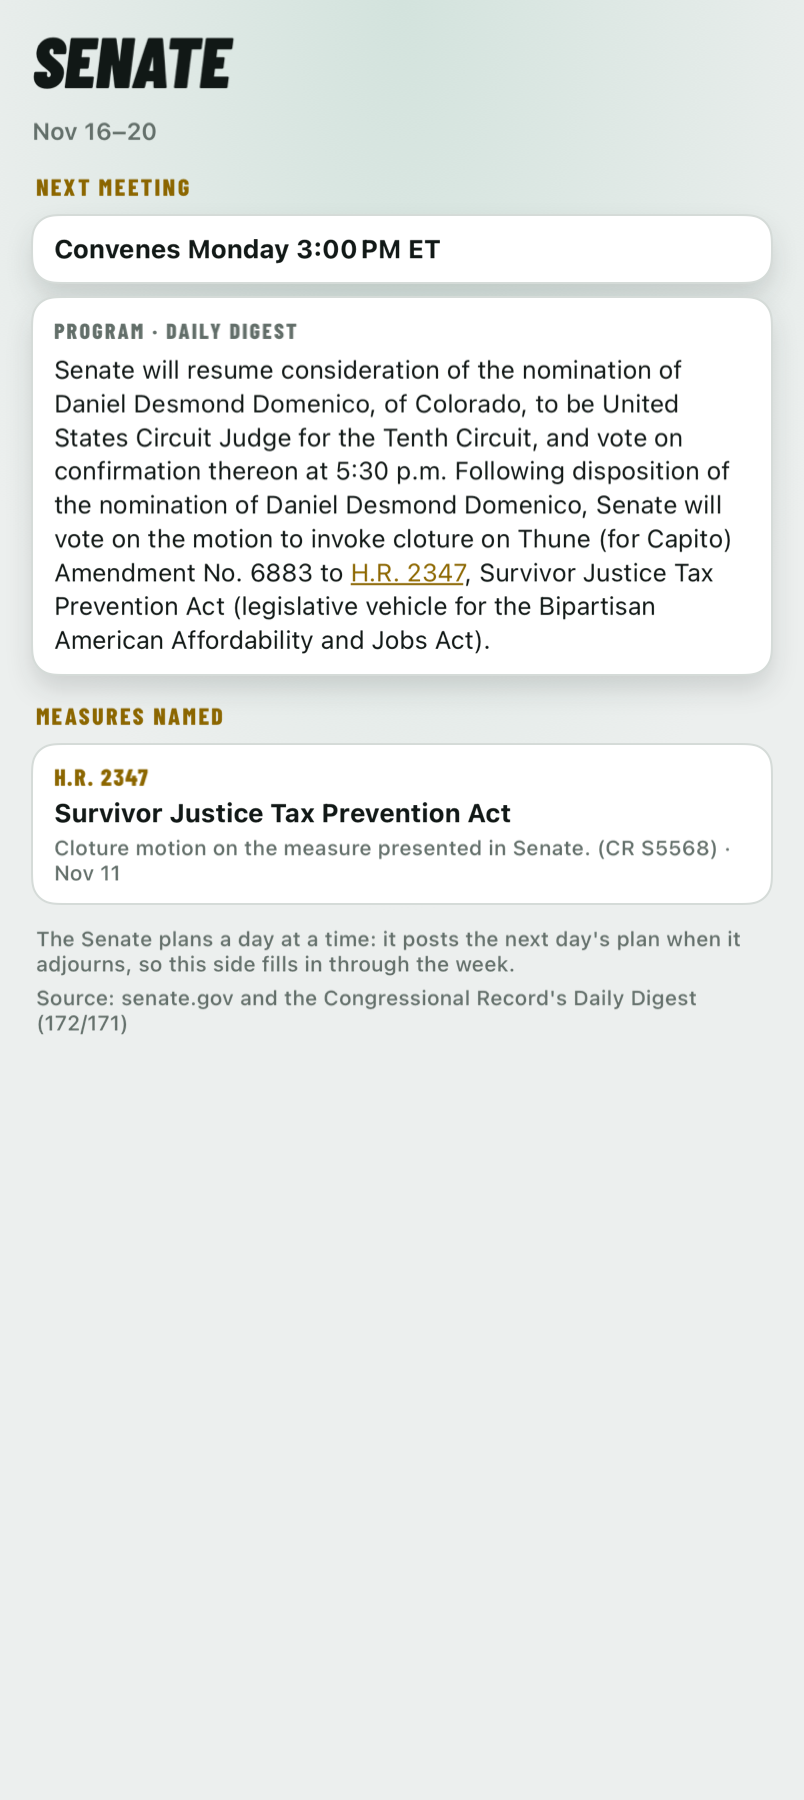 SENATE
Nov 16–20
NEXT MEETING
Convenes Monday 3:00 PM ET
PROGRAM · DAILY DIGEST
Senate will resume consideration of the nomination of
Daniel Desmond Domenico, of Colorado, to be United
States Circuit Judge for the Tenth Circuit, and vote on
confirmation thereon at 5:30 p.m. Following disposition of
the nomination of Daniel Desmond Domenico, Senate will
vote on the motion to invoke cloture on Thune (for Capito)
Amendment No. 6883 to H.R. 2347, Survivor Justice Tax
Prevention Act (legislative vehicle for the Bipartisan
American Affordability and Jobs Act).
MEASURES NAMED
H.R. 2347
Survivor Justice Tax Prevention Act
Cloture motion on the measure presented in Senate. (CR S5568) ·
Nov 11
The Senate plans a day at a time: it posts the next day's plan when it
adjourns, so this side fills in through the week.
Source: senate.gov and the Congressional Record's Daily Digest
(172/171)